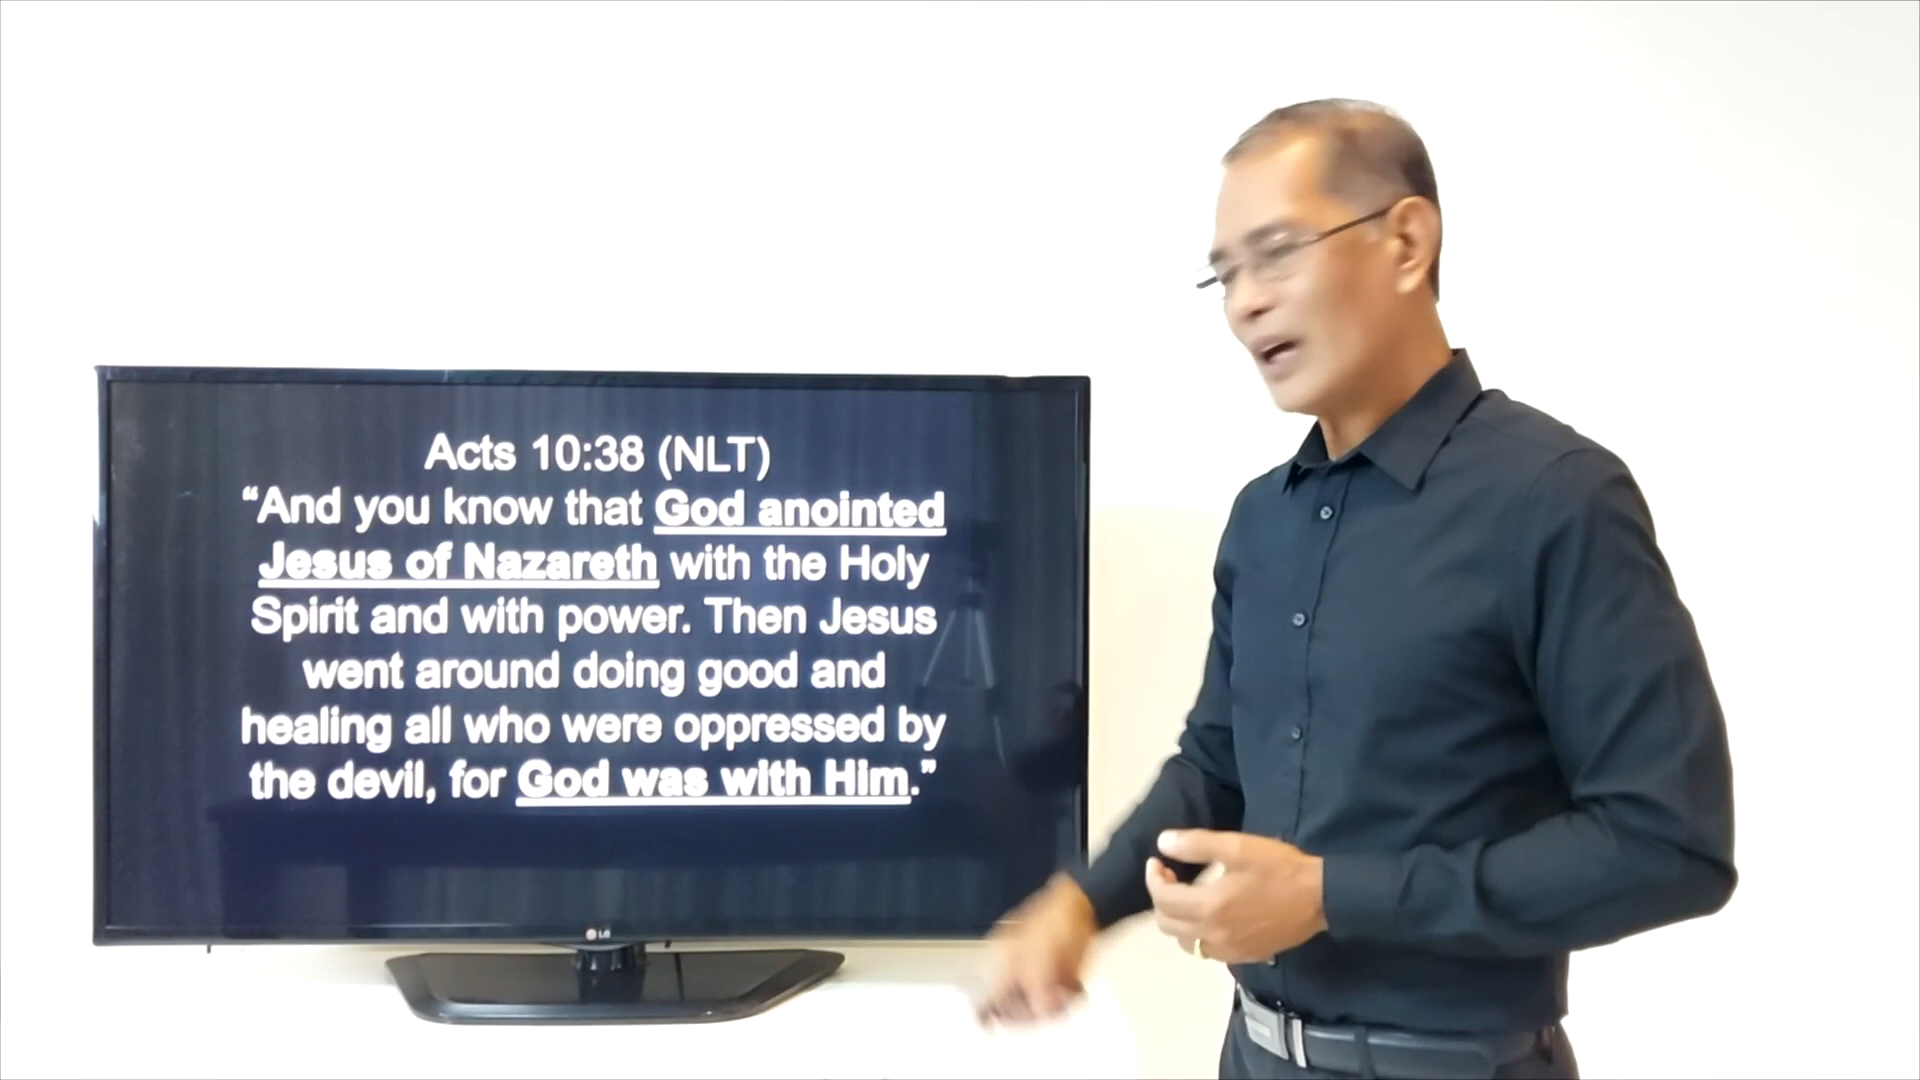 Acts 10:38 (NLT)
“And you know that God anointed
Jesus of Nazareth with the Holy
Spirit and with power. Then Jesus
went around doing good and
healing all who were oppressed by
the devil, for God was with Him.”
LG